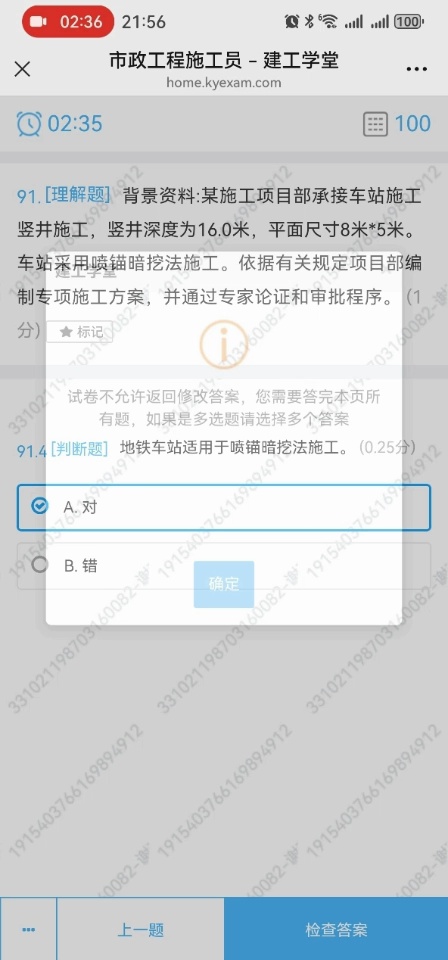 02:36 21:56 6 100
市政工程施工员 – 建工学堂
home.kyexam.com
02:35 100
91.[理解题] 背景资料:某施工项目部承接车站施工
竖井施工，竖井深度为16.0米，平面尺寸8米*5米。
车站采用喷锚暗挖法施工。依据有关规定项目部编
建工学堂
制专项施工方案，并通过专家论证和审批程序。(1
分) ★ 标记
试卷不允许返回修改答案，您需要答完本页所
有题，如果是多选题请选择多个答案
91.4 [判断题] 地铁车站适用于喷锚暗挖法施工。 (0.25分)
A. 对
B. 错
确定
331021198703160082-
191540376616989​4912
上一题 检查答案